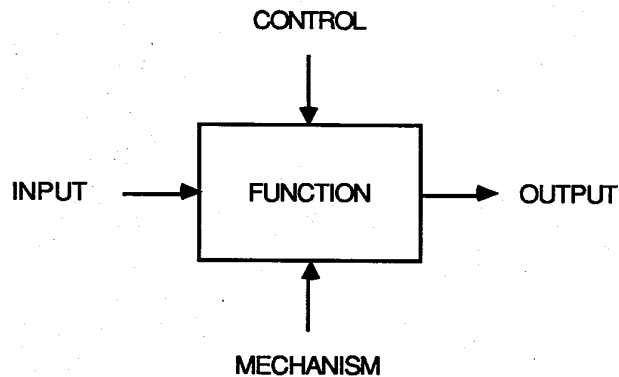 CONTROL
INPUT
FUNCTION
OUTPUT
MECHANISM